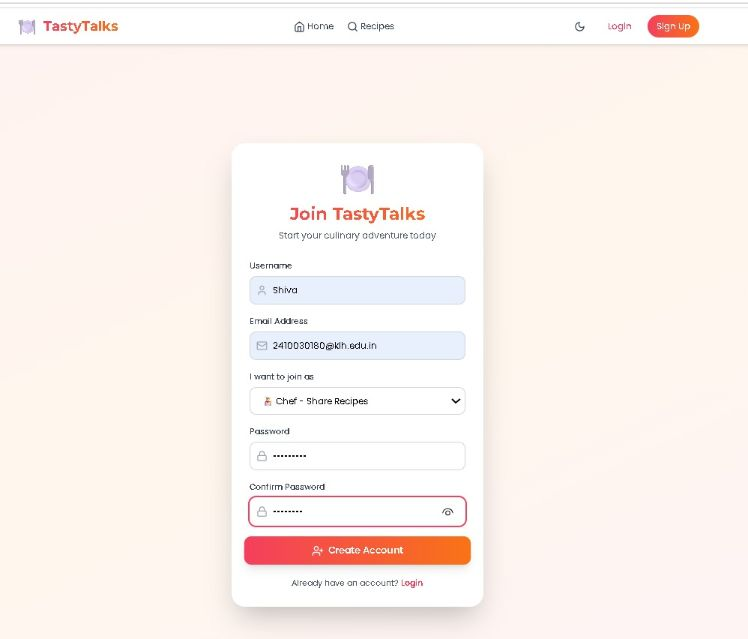 TastyTalks
Home
Recipes
Login
Sign Up
Join TastyTalks
Start your culinary adventure today
Username
Shiva
Email Address
2410030180@klh.edu.in
I want to join as
Chef - Share Recipes
Password
•••••••••
Confirm Password
••••••••
Create Account
Already have an account? Login